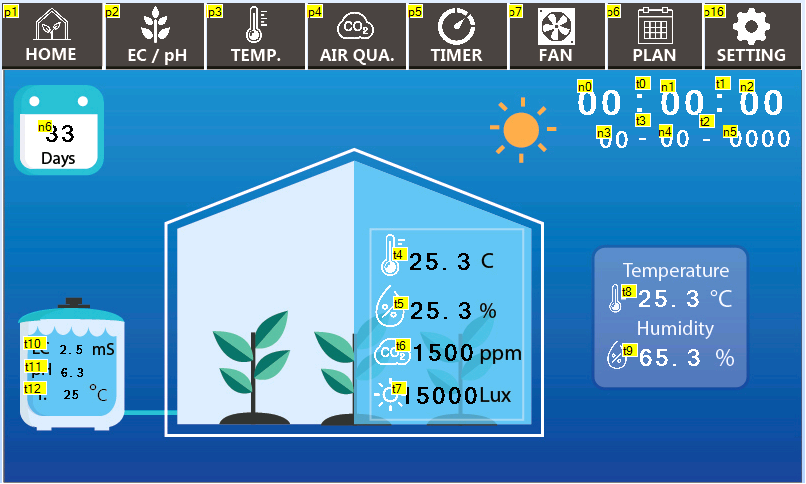 p1 HOME
p2 EC / pH
p3 TEMP.
p4 CO2 AIR QUA.
p5 TIMER
p7 FAN
p6 PLAN
p16 SETTING
n0 00 t0 : n1 00 t1 : n2 00
n3 00 t3 - n4 00 t2 - n5 0000
n6 33
Days
t4 25.3 C
t5 % 25.3 %
t6 CO2 1500 ppm
t7 15000 Lux
Temperature
t8 25.3 °C
Humidity
t9 % 65.3 %
t10 EC 2.5 mS
t11 pH 6.3
t12 T. 25 °C